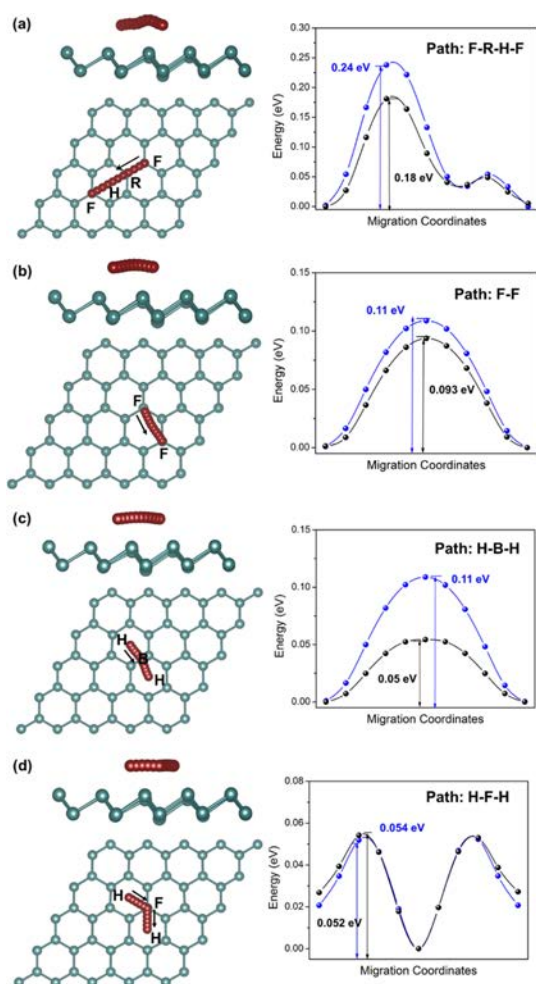 (a)
F
R
H
F
Energy (eV)
0.30
0.25
0.20
0.15
0.10
0.05
0.00
0.24 eV
0.18 eV
Path: F-R-H-F
Migration Coordinates
(b)
F
F
Energy (eV)
0.15
0.10
0.05
0.00
0.11 eV
0.093 eV
Path: F-F
Migration Coordinates
(c)
H
B
H
Energy (eV)
0.15
0.10
0.05
0.00
Path: H-B-H
0.11 eV
0.05 eV
Migration Coordinates
(d)
H
F
H
Energy (eV)
0.08
0.06
0.04
0.02
0.00
Path: H-F-H
0.054 eV
0.052 eV
Migration Coordinates